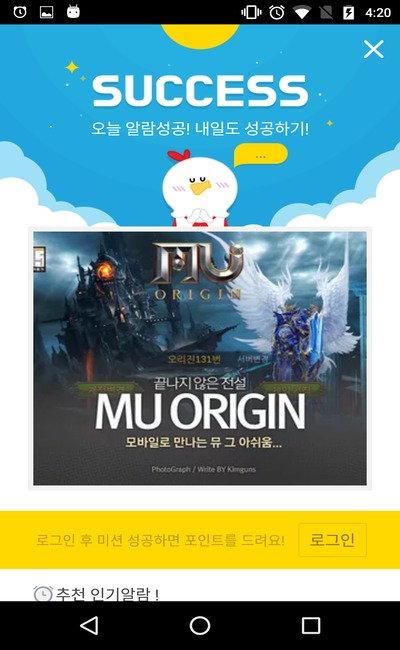 4:20
SUCCESS
오늘 알람성공! 내일도 성공하기!
...
MU
ORIGIN
오리진131번
서버변경
끝나지 않은 전설
MU ORIGIN
모바일로 만나는 뮤 그 아쉬움...
PhotoGraph / Write BY Kimguns
로그인 후 미션 성공하면 포인트를 드려요!
로그인
추천 인기알람 !